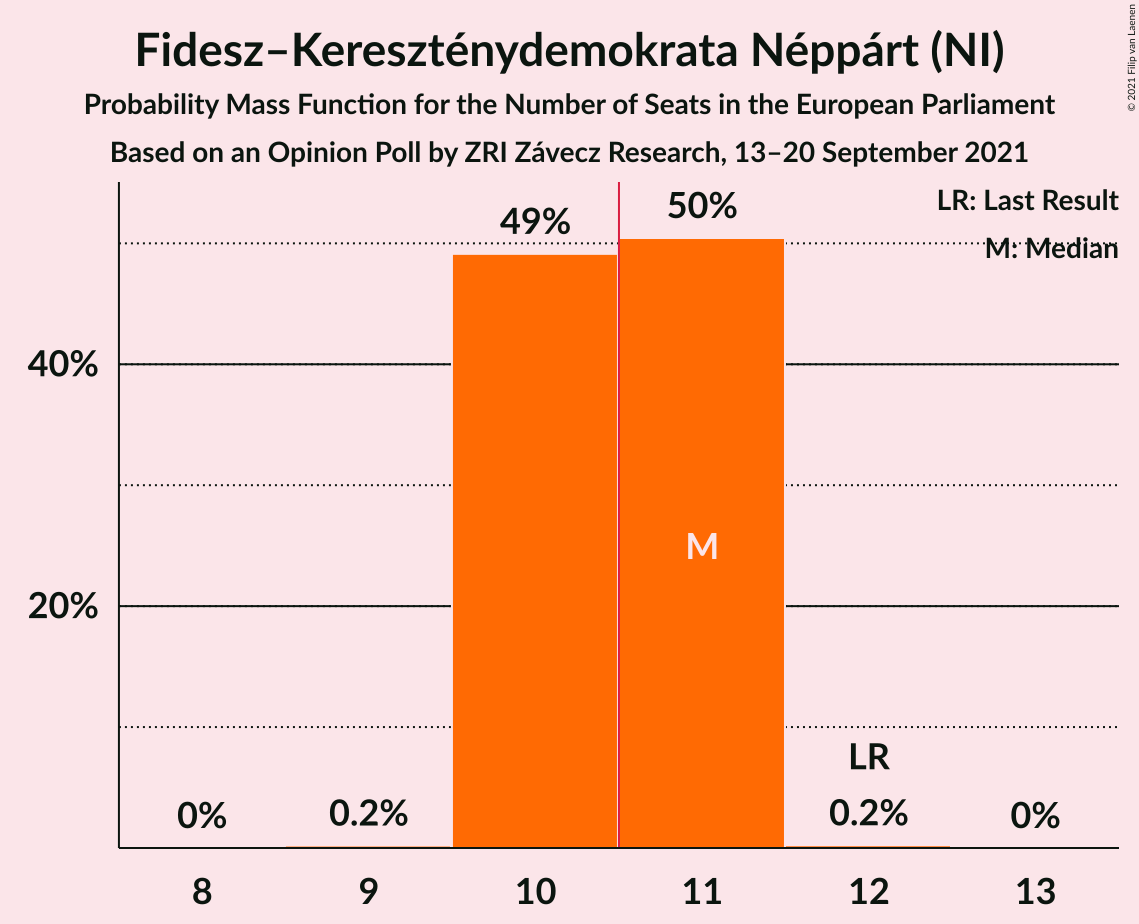 Fidesz–Kereszténydemokrata Néppárt (NI)
Probability Mass Function for the Number of Seats in the European Parliament
Based on an Opinion Poll by ZRI Závecz Research, 13–20 September 2021
© 2021 Filip van Laenen
LR: Last Result
M: Median
49%
50%
40%
20%
M
LR
0%
0.2%
0.2%
0%
8
9
10
11
12
13